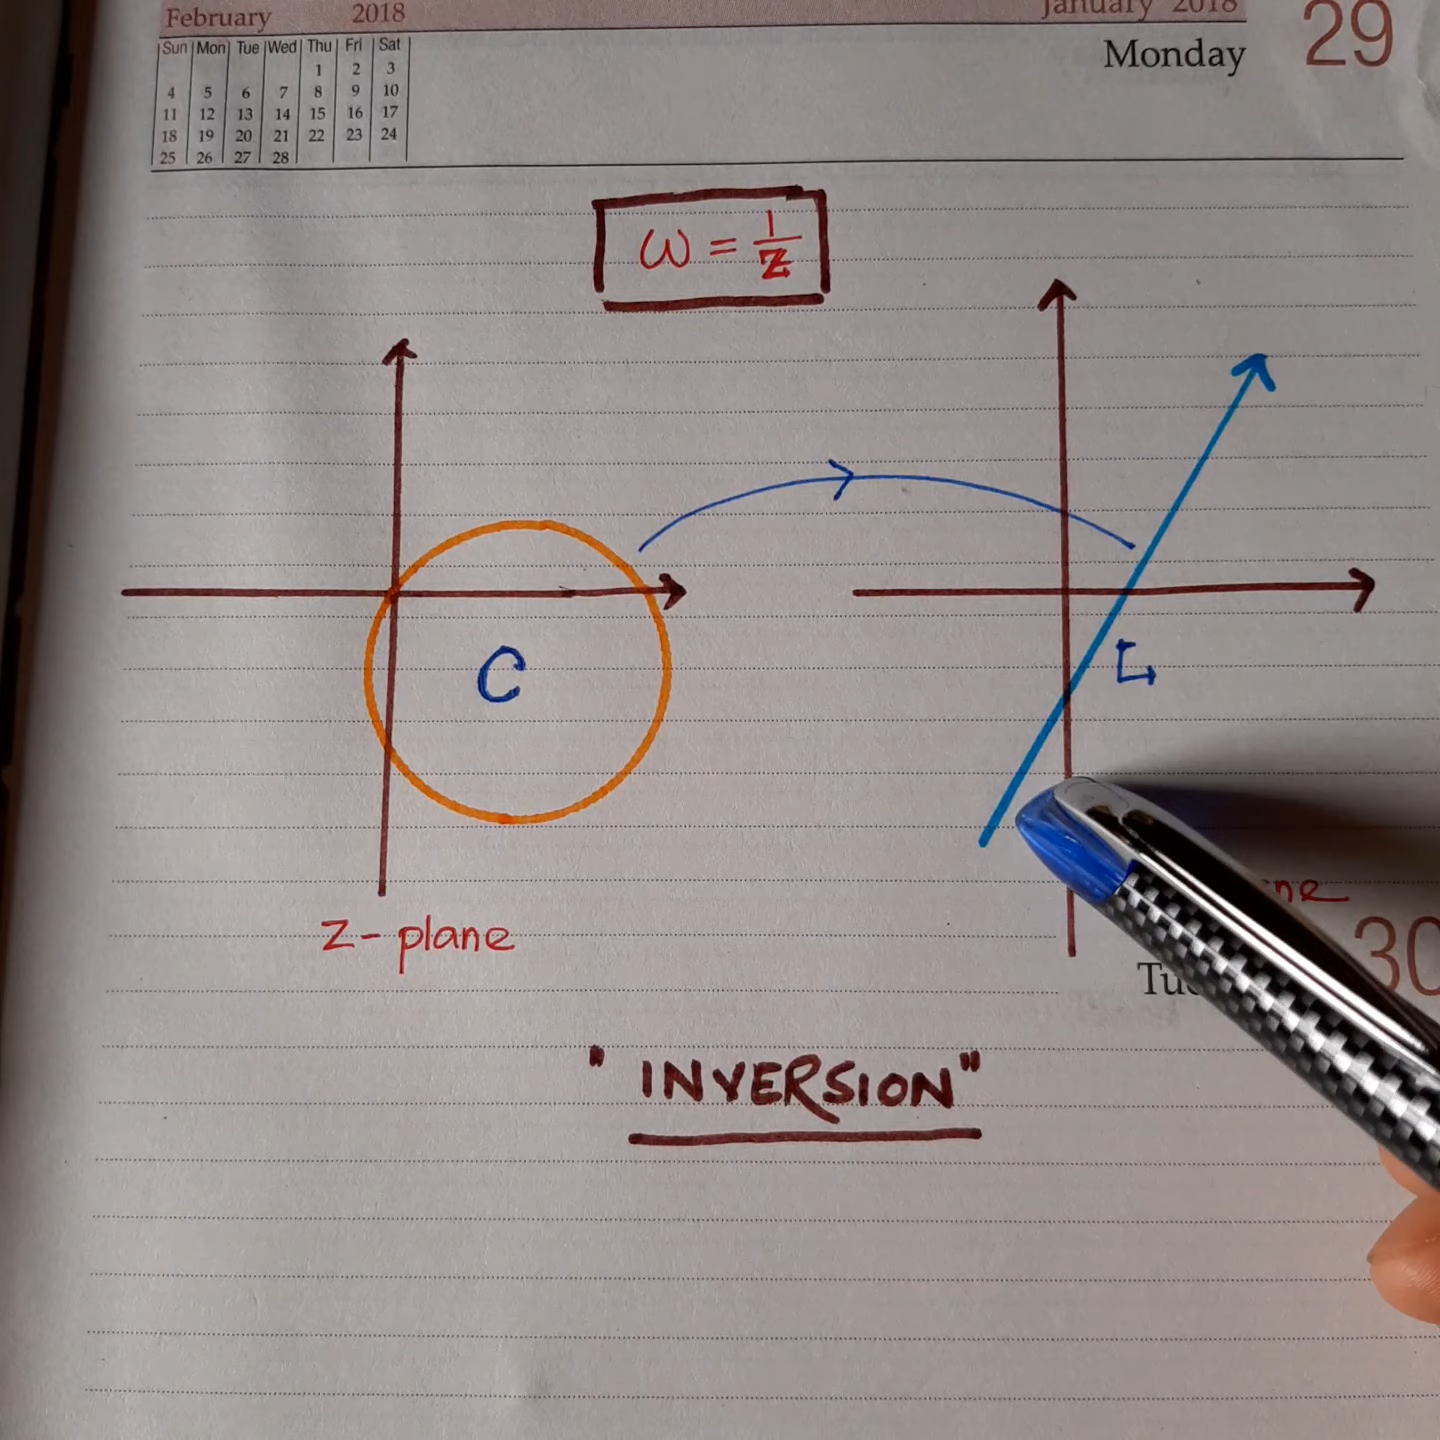 February 2018
January 2018
29
Monday
Sun Mon Tue Wed Thu Fri Sat
1 2 3
4 5 6 7 8 9 10
11 12 13 14 15 16 17
18 19 20 21 22 23 24
25 26 27 28
ω = 1/z
C
L
z-plane
30
"INVERSION"